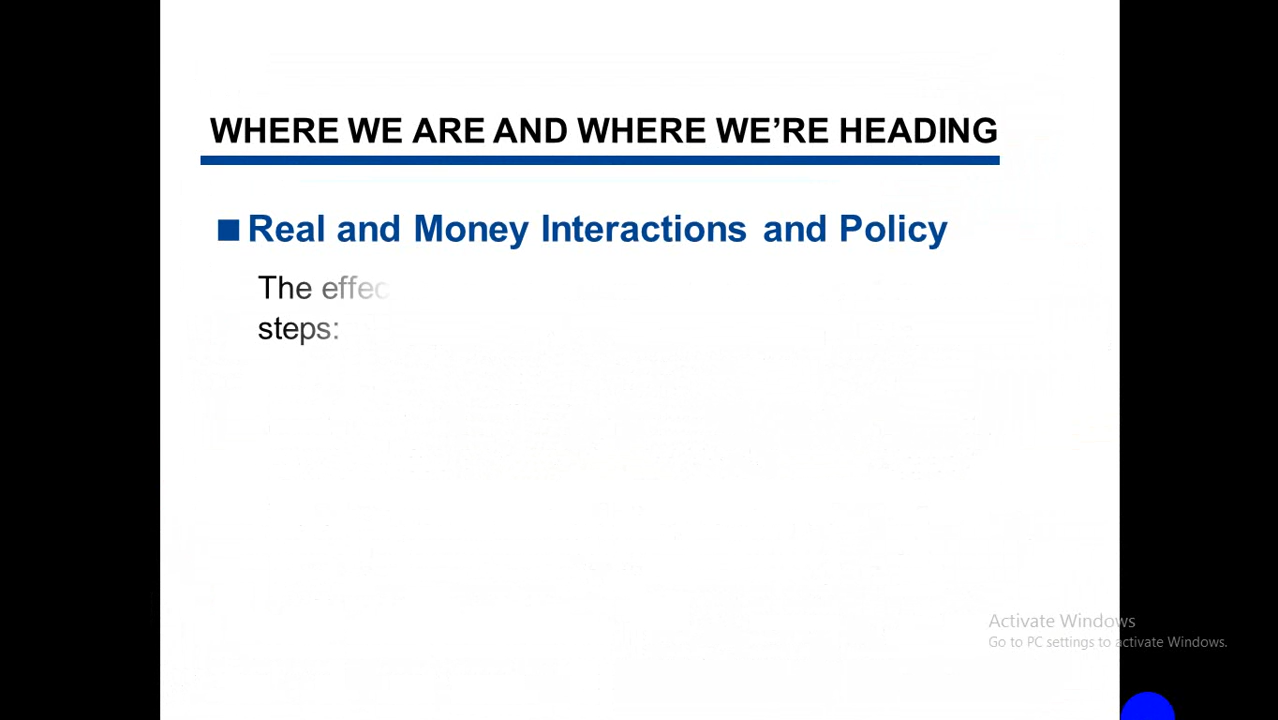 WHERE WE ARE AND WHERE WE’RE HEADING
Real and Money Interactions and Policy
The effec
steps:
Activate Windows
Go to PC settings to activate Windows.